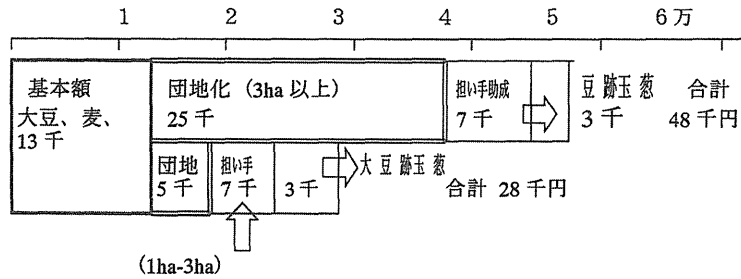 1 2 3 4 5 6万
基本額
大豆、麦、
13千
団地化（3ha以上）
25千
担い手助成
7千
豆跡玉葱
3千
合計
48千円
団地
5千
担い手
7千
3千
大豆跡玉葱
合計 28千円
(1ha-3ha)